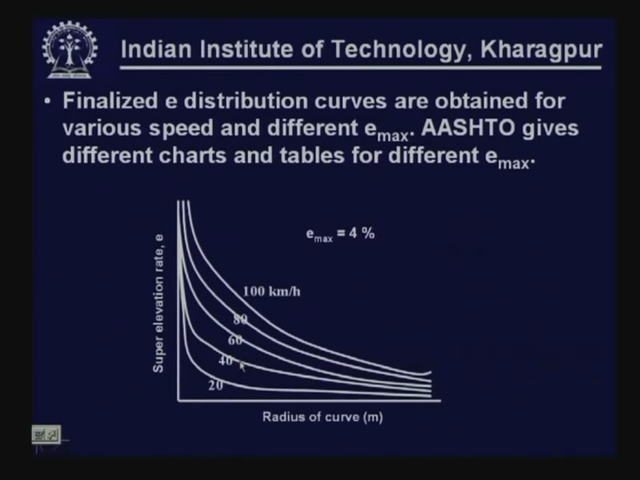 Indian Institute of Technology, Kharagpur
• Finalized e distribution curves are obtained for
various speed and different emax. AASHTO gives
different charts and tables for different emax.
emax = 4 %
Super elevation rate, e
100 km/h
80
60
40
20
Radius of curve (m)